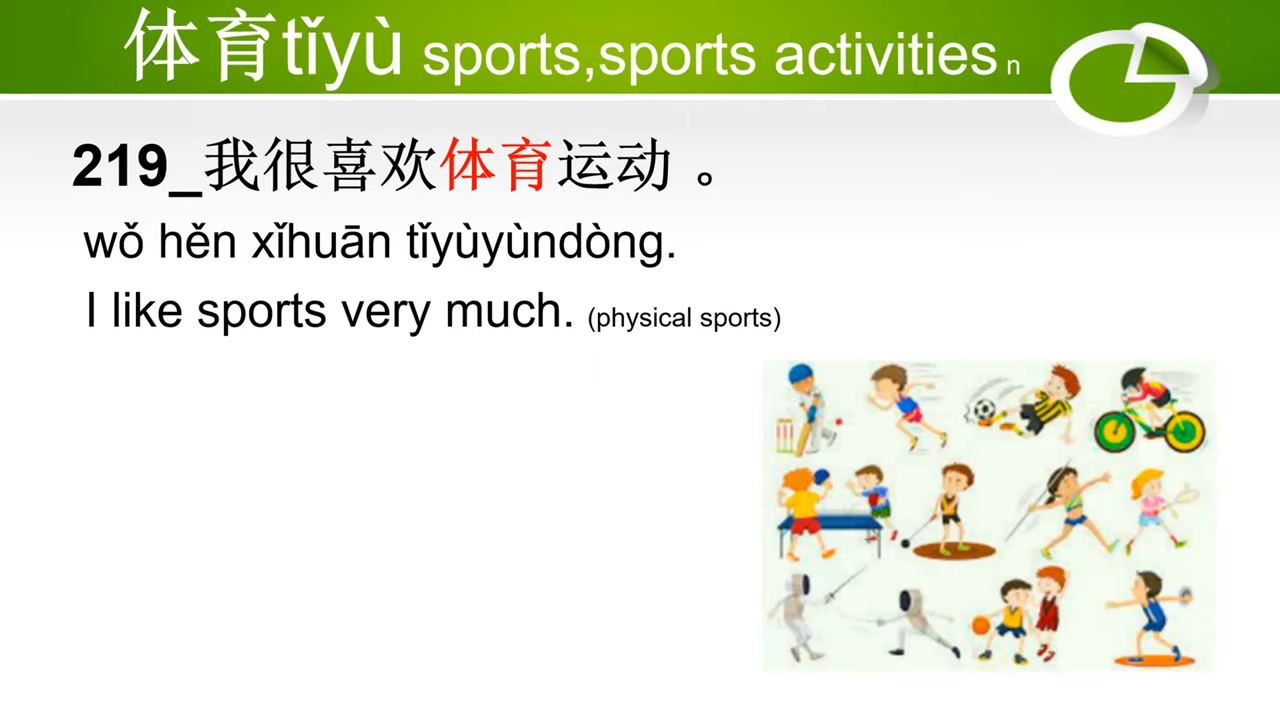 体育tǐyù sports,sports activities n
219_我很喜欢体育运动 。
wǒ hěn xǐhuān tǐyùyùndòng.
I like sports very much. (physical sports)